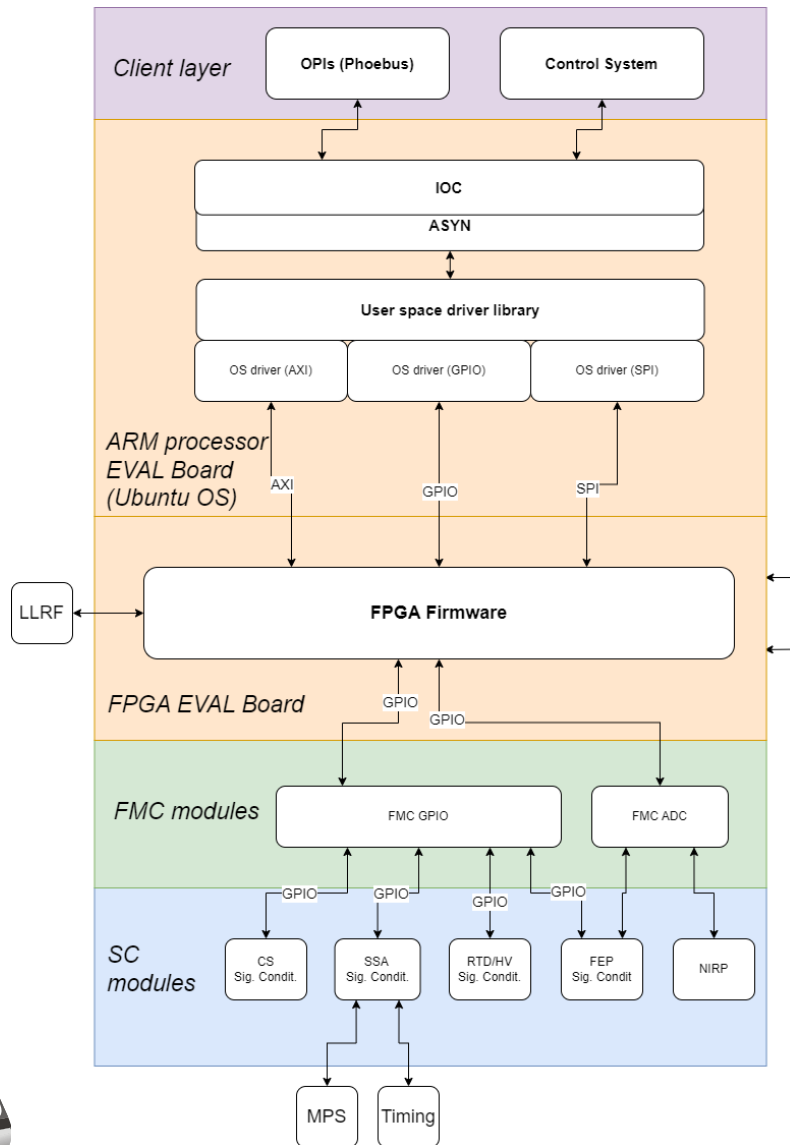 Client layer
OPIs (Phoebus)
Control System
IOC
ASYN
User space driver library
OS driver (AXI)
OS driver (GPIO)
OS driver (SPI)
ARM processor
EVAL Board
(Ubuntu OS)
AXI
GPIO
SPI
LLRF
FPGA Firmware
FPGA EVAL Board
GPIO
GPIO
FMC modules
FMC GPIO
FMC ADC
GPIO
GPIO
GPIO
GPIO
SC
modules
CS
Sig. Condit.
SSA
Sig. Condit.
RTD/HV
Sig. Condit.
FEP
Sig. Condit
NIRP
MPS
Timing